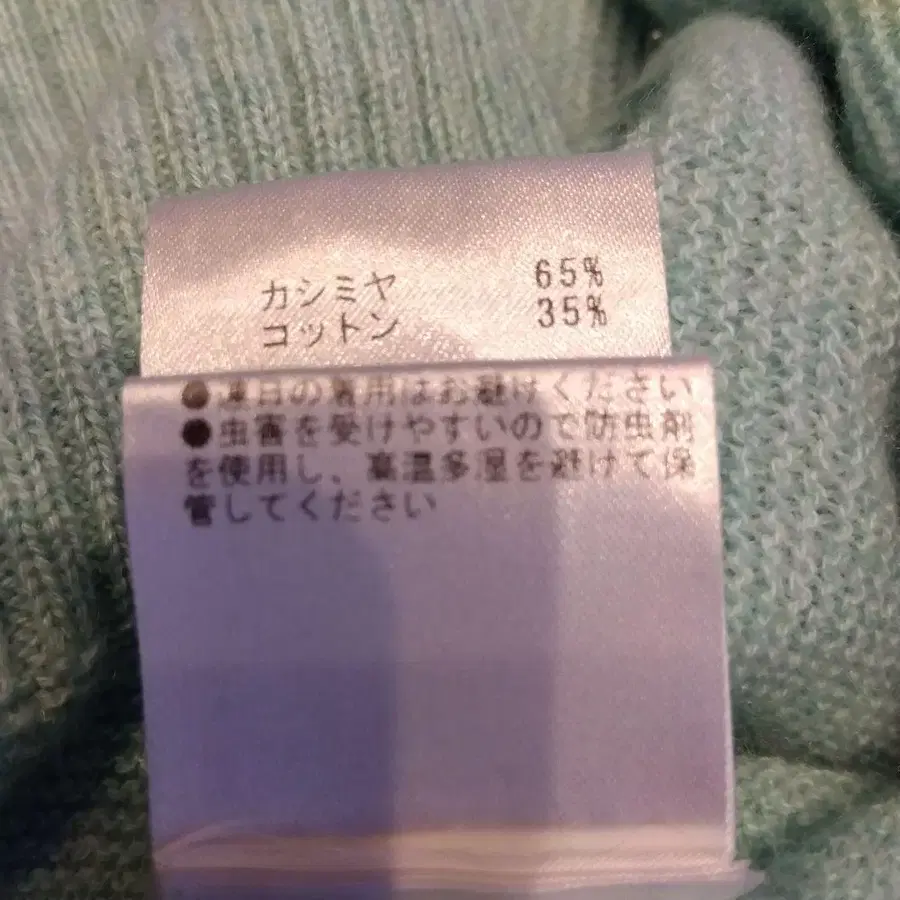 カシミヤ 65%
コットン 35%
●連日の着用はお避けください
●虫害を受けやすいので防虫剤
を使用し、高温多湿を避けて保
管してください